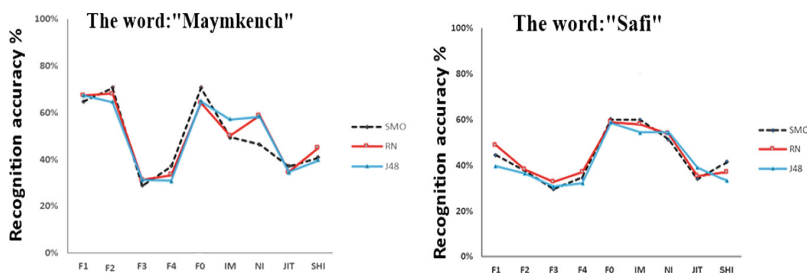 The word:"Maymkench"
Recognition accuracy %
100%
80%
60%
40%
20%
0%
F1 F2 F3 F4 F0 IM NI JIT SHI
SMO
RN
J48
The word:"Safi"
Recognition accuracy %
100%
80%
60%
40%
20%
0%
F1 F2 F3 F4 F0 IM NI JIT SHI
SMO
RN
J48